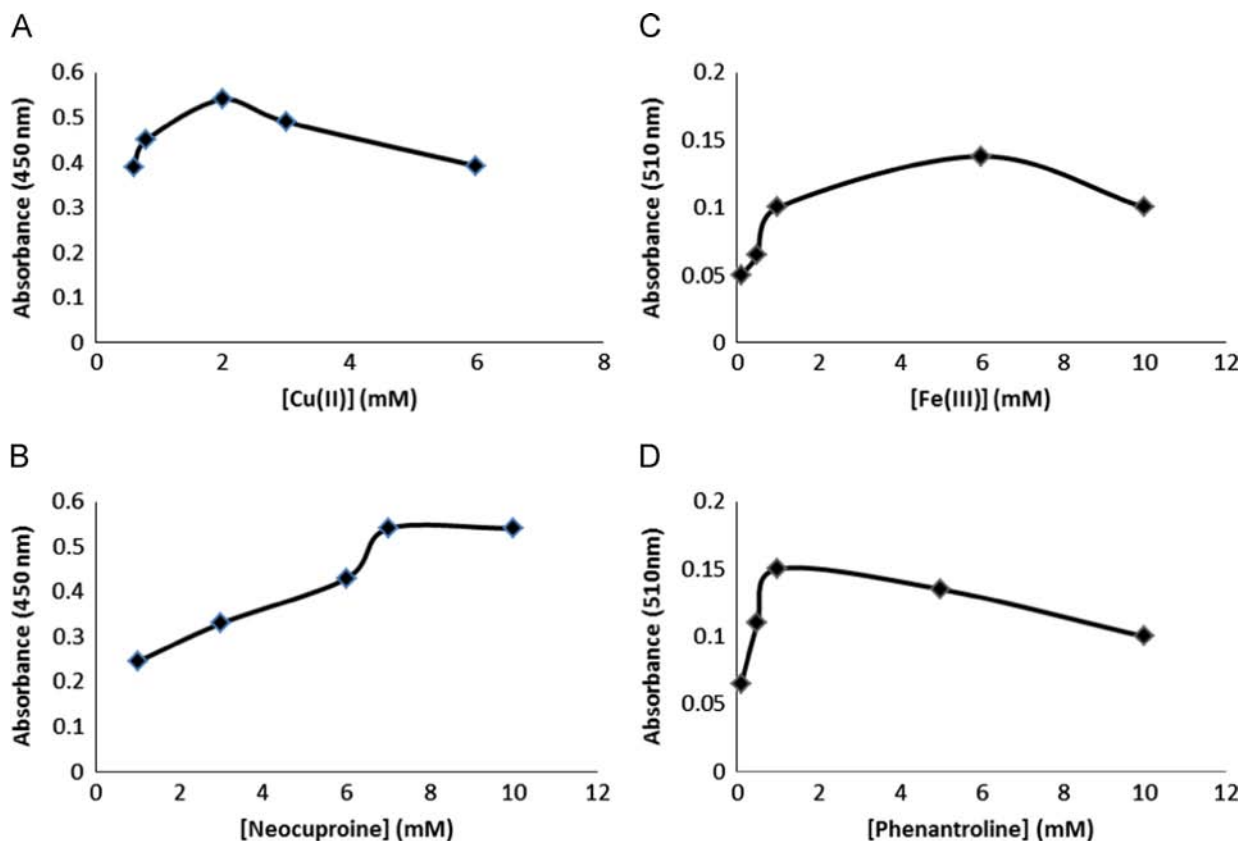 A
0.6
0.5
0.4
0.3
0.2
0.1
0
Absorbance (450 nm)
0 2 4 6 8
[Cu(II)] (mM)
C
0.2
0.15
0.1
0.05
0
Absorbance (510 nm)
0 2 4 6 8 10 12
[Fe(III)] (mM)
B
0.6
0.5
0.4
0.3
0.2
0.1
0
Absorbance (450 nm)
0 2 4 6 8 10 12
[Neocuproine] (mM)
D
0.2
0.15
0.1
0.05
0
Absorbance (510nm)
0 2 4 6 8 10 12
[Phenantroline] (mM)